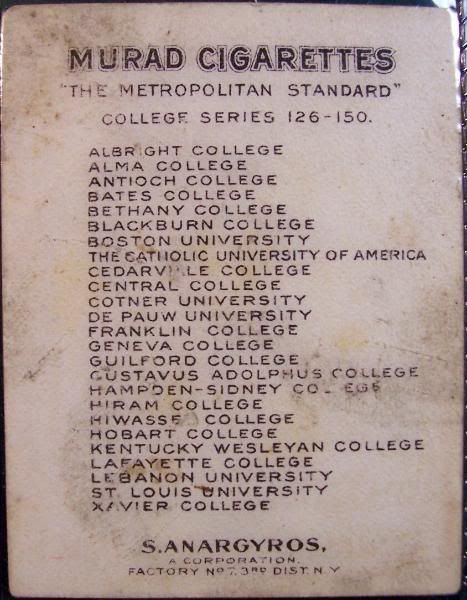 MURAD CIGARETTES
"THE METROPOLITAN STANDARD"
COLLEGE SERIES 126-150.
ALBRIGHT COLLEGE
ALMA COLLEGE
ANTIOCH COLLEGE
BATES COLLEGE
BETHANY COLLEGE
BLACKBURN COLLEGE
BOSTON UNIVERSITY
THE CATHOLIC UNIVERSITY OF AMERICA
CEDARVILLE COLLEGE
CENTRAL COLLEGE
COTNER UNIVERSITY
DE PAUW UNIVERSITY
FRANKLIN COLLEGE
GENEVA COLLEGE
GUILFORD COLLEGE
GUSTAVUS ADOLPHUS COLLEGE
HAMPDEN-SIDNEY COLLEGE
HIRAM COLLEGE
HIWASSE COLLEGE
HOBART COLLEGE
KENTUCKY WESLEYAN COLLEGE
LAFAYETTE COLLEGE
LEBANON UNIVERSITY
ST. LOUIS UNIVERSITY
XAVIER COLLEGE
S. ANARGYROS,
A CORPORATION.
FACTORY NO 7. 3RD DIST. N.Y.